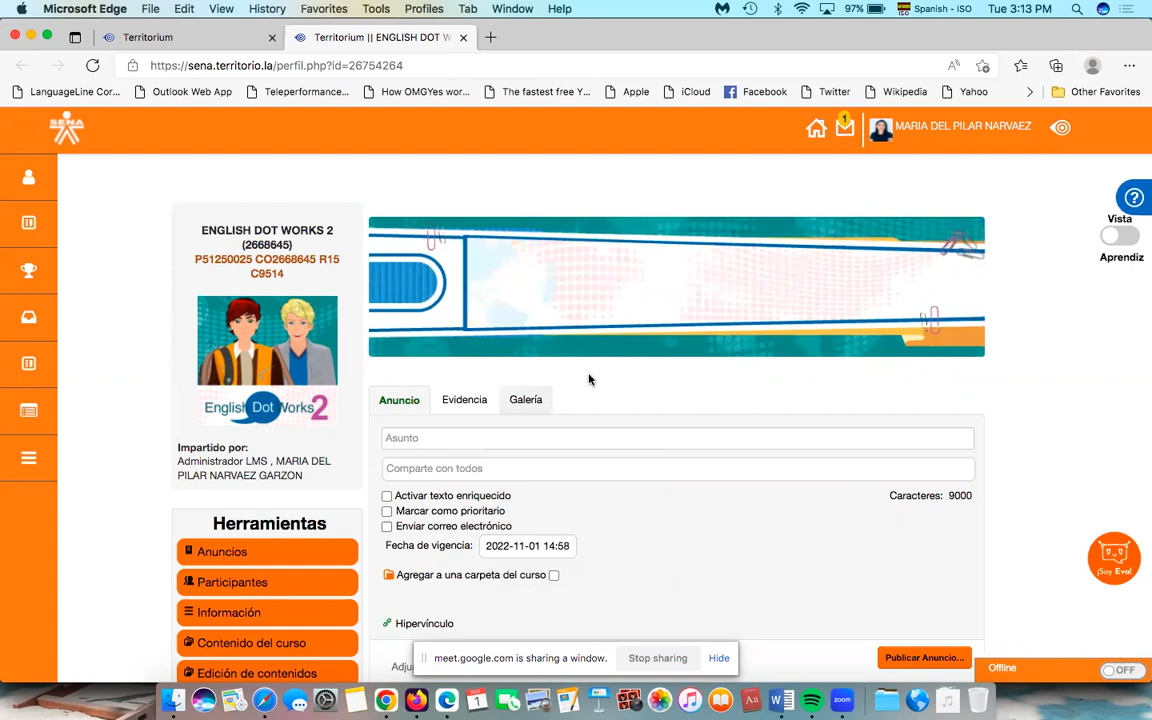 Microsoft Edge File Edit View History Favorites Tools Profiles Tab Window Help 97% ISO Spanish - ISO Tue 3:13 PM
Territorium
Territorium || ENGLISH DOT W
https://sena.territorio.la/perfil.php?id=26754264
LanguageLine Cor... Outlook Web App Teleperformance... How OMGYes wor... The fastest free Y... Apple iCloud Facebook Twitter Wikipedia Yahoo Other Favorites
SENA
1
MARIA DEL PILAR NARVAEZ
Vista
Aprendiz
ENGLISH DOT WORKS 2
(2668645)
P51250025 CO2668645 R15
C9514
English Dot Works 2
Impartido por:
Administrador LMS , MARIA DEL
PILAR NARVAEZ GARZON
Herramientas
Anuncios
Participantes
Información
Contenido del curso
Edición de contenidos
Anuncio Evidencia Galería
Asunto
Comparte con todos
Activar texto enriquecido
Caracteres: 9000
Marcar como prioritario
Enviar correo electrónico
Fecha de vigencia: 2022-11-01 14:58
Agregar a una carpeta del curso
Hipervínculo
Adju
meet.google.com is sharing a window. Stop sharing Hide
Publicar Anuncio...
¡Soy Eva!
Offline OFF
NOV
1
Aa
W
zoom